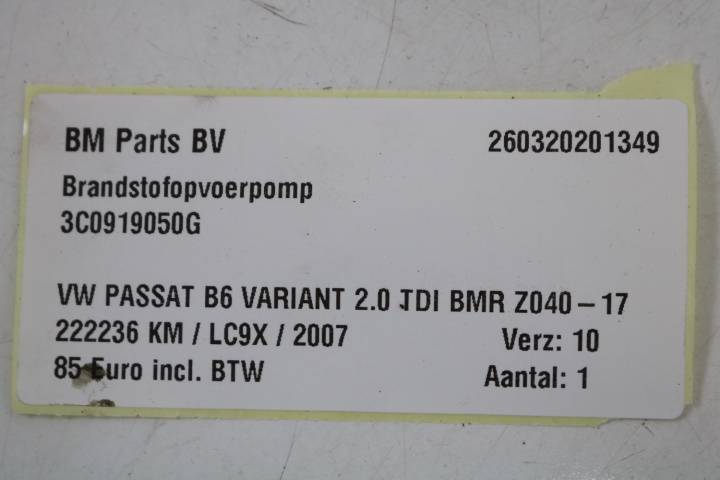 BM Parts BV 260320201349
Brandstofopvoerpomp
3C0919050G
VW PASSAT B6 VARIANT 2.0 TDI BMR Z040-17
222236 KM / LC9X / 2007 Verz: 10
85 Euro incl. BTW Aantal: 1